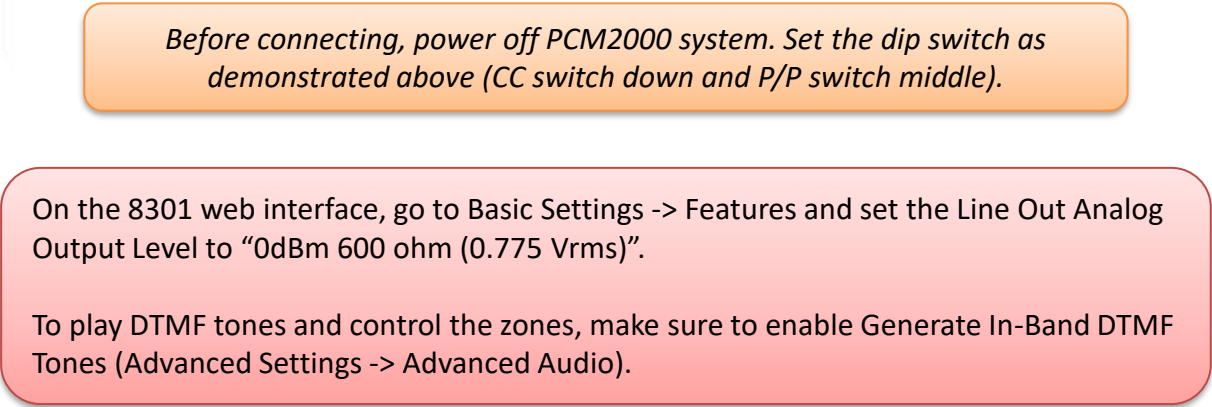 Before connecting, power off PCM2000 system. Set the dip switch as
demonstrated above (CC switch down and P/P switch middle).
On the 8301 web interface, go to Basic Settings -> Features and set the Line Out Analog
Output Level to “0dBm 600 ohm (0.775 Vrms)”.
To play DTMF tones and control the zones, make sure to enable Generate In-Band DTMF
Tones (Advanced Settings -> Advanced Audio).